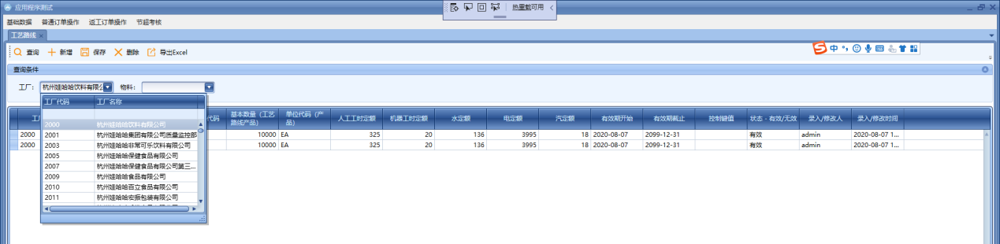 应用程序测试
热重载可用
基础数据 普通订单操作 返工订单操作 节超考核
工艺路线
查询 新增 保存 删除 导出Excel
中
查询条件
工厂: 杭州娃哈哈饮料有限公 物料:
工厂代码 工厂名称
工厂 代码 基本数量（工艺路线产品） 单位代码（产品） 人工工时定额 机器工时定额 水定额 电定额 汽定额 有效期开始 有效期截止 控制键值 状态 - 有效/无效 录入/修改人 录入/修改时间
2000 10000 EA 325 20 136 3995 18 2020-08-07 2099-12-31 有效 admin 2020-08-07 1...
2000 10000 EA 325 20 136 3995 18 2020-08-07 2099-12-31 有效 admin 2020-08-07 1...
2000 杭州娃哈哈饮料有限公司
2001 杭州娃哈哈集团有限公司质量监控部
2003 杭州娃哈哈非常可乐饮料有限公司
2005 杭州娃哈哈保健食品有限公司
2007 杭州娃哈哈保健食品有限公司第三...
2009 杭州娃哈哈食品有限公司
2010 杭州娃哈哈百立食品有限公司
2011 杭州娃哈哈宏振包装有限公司